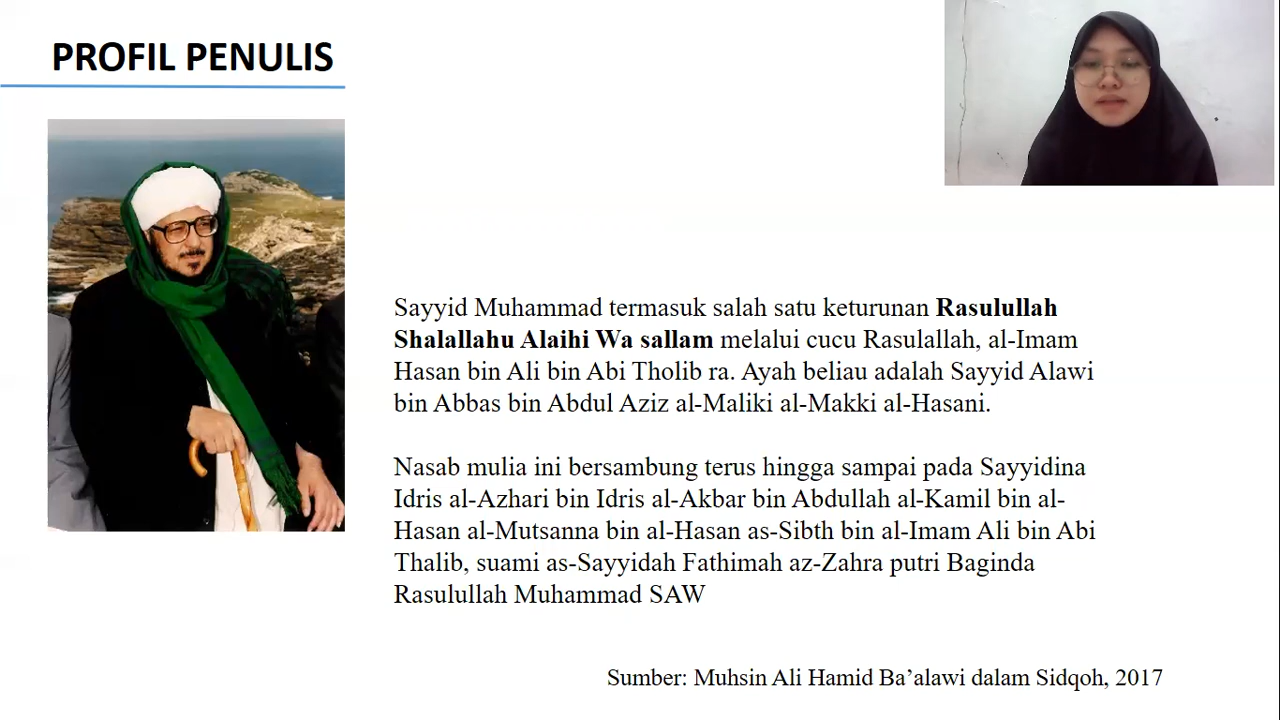 PROFIL PENULIS
Sayyid Muhammad termasuk salah satu keturunan Rasulullah
Shalallahu Alaihi Wa sallam melalui cucu Rasulallah, al-Imam
Hasan bin Ali bin Abi Tholib ra. Ayah beliau adalah Sayyid Alawi
bin Abbas bin Abdul Aziz al-Maliki al-Makki al-Hasani.
Nasab mulia ini bersambung terus hingga sampai pada Sayyidina
Idris al-Azhari bin Idris al-Akbar bin Abdullah al-Kamil bin al-
Hasan al-Mutsanna bin al-Hasan as-Sibth bin al-Imam Ali bin Abi
Thalib, suami as-Sayyidah Fathimah az-Zahra putri Baginda
Rasulullah Muhammad SAW
Sumber: Muhsin Ali Hamid Ba’alawi dalam Sidqoh, 2017